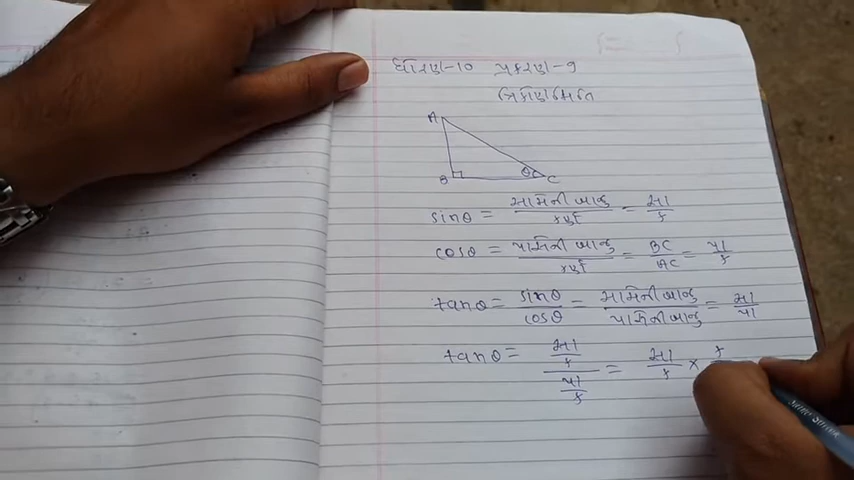 ધોરણ-10 પ્રકરણ-9
ત્રિકોણમિતિ
A
B θ C
sinθ = સામેની બાજુ / કર્ણ = સા / ક
cosθ = પાસેની બાજુ / કર્ણ = BC / AC = પા / ક
tanθ = sinθ / cosθ = સામેની બાજુ / પાસેની બાજુ = સા / પા
tanθ = સા / ક / પા / ક = સા / ક × ક